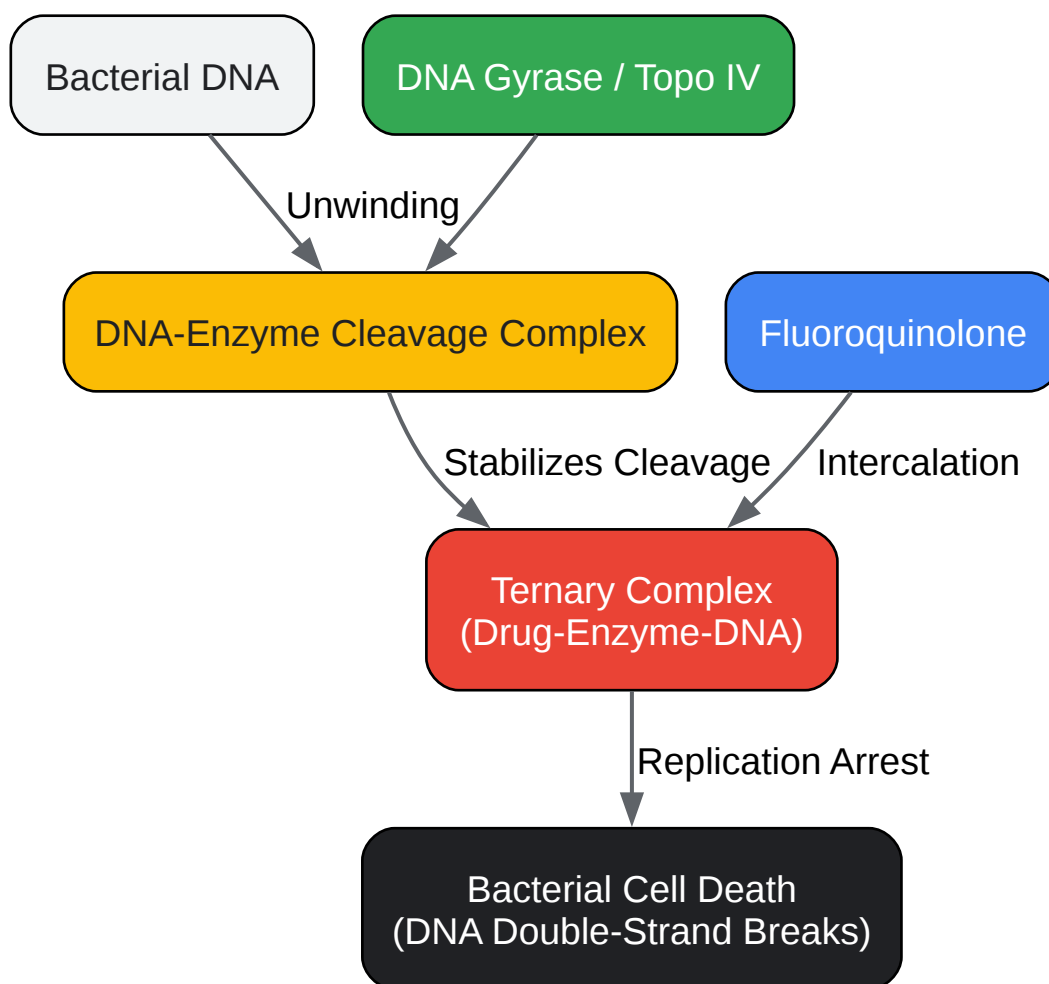 Bacterial DNA
DNA Gyrase / Topo IV
Unwinding
DNA-Enzyme Cleavage Complex
Fluoroquinolone
Stabilizes Cleavage
Intercalation
Ternary Complex
(Drug-Enzyme-DNA)
Replication Arrest
Bacterial Cell Death
(DNA Double-Strand Breaks)